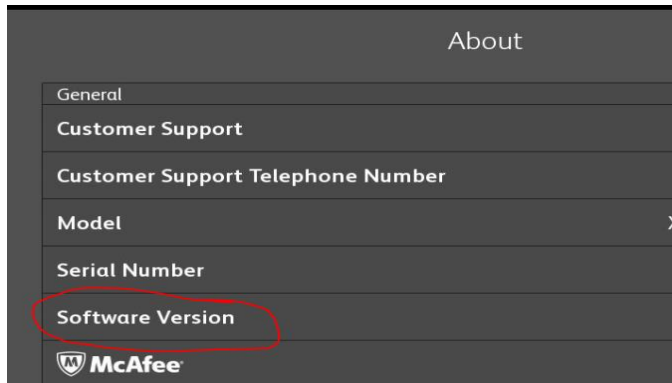 About
General
Customer Support
Customer Support Telephone Number
Model
Serial Number
Software Version
McAfee